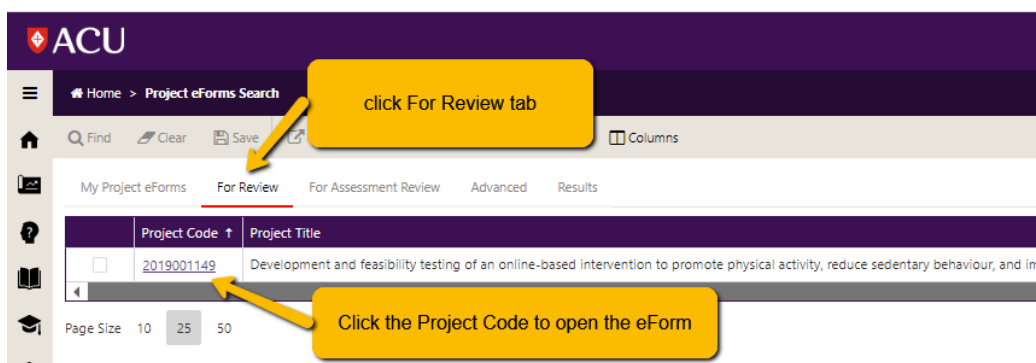 ACU
Home > Project eForms Search
click For Review tab
Find Clear Save Columns
My Project eForms For Review For Assessment Review Advanced Results
Project Code ↑ Project Title
2019001149 Development and feasibility testing of an online-based intervention to promote physical activity, reduce sedentary behaviour, and
Click the Project Code to open the eForm
Page Size 10 25 50